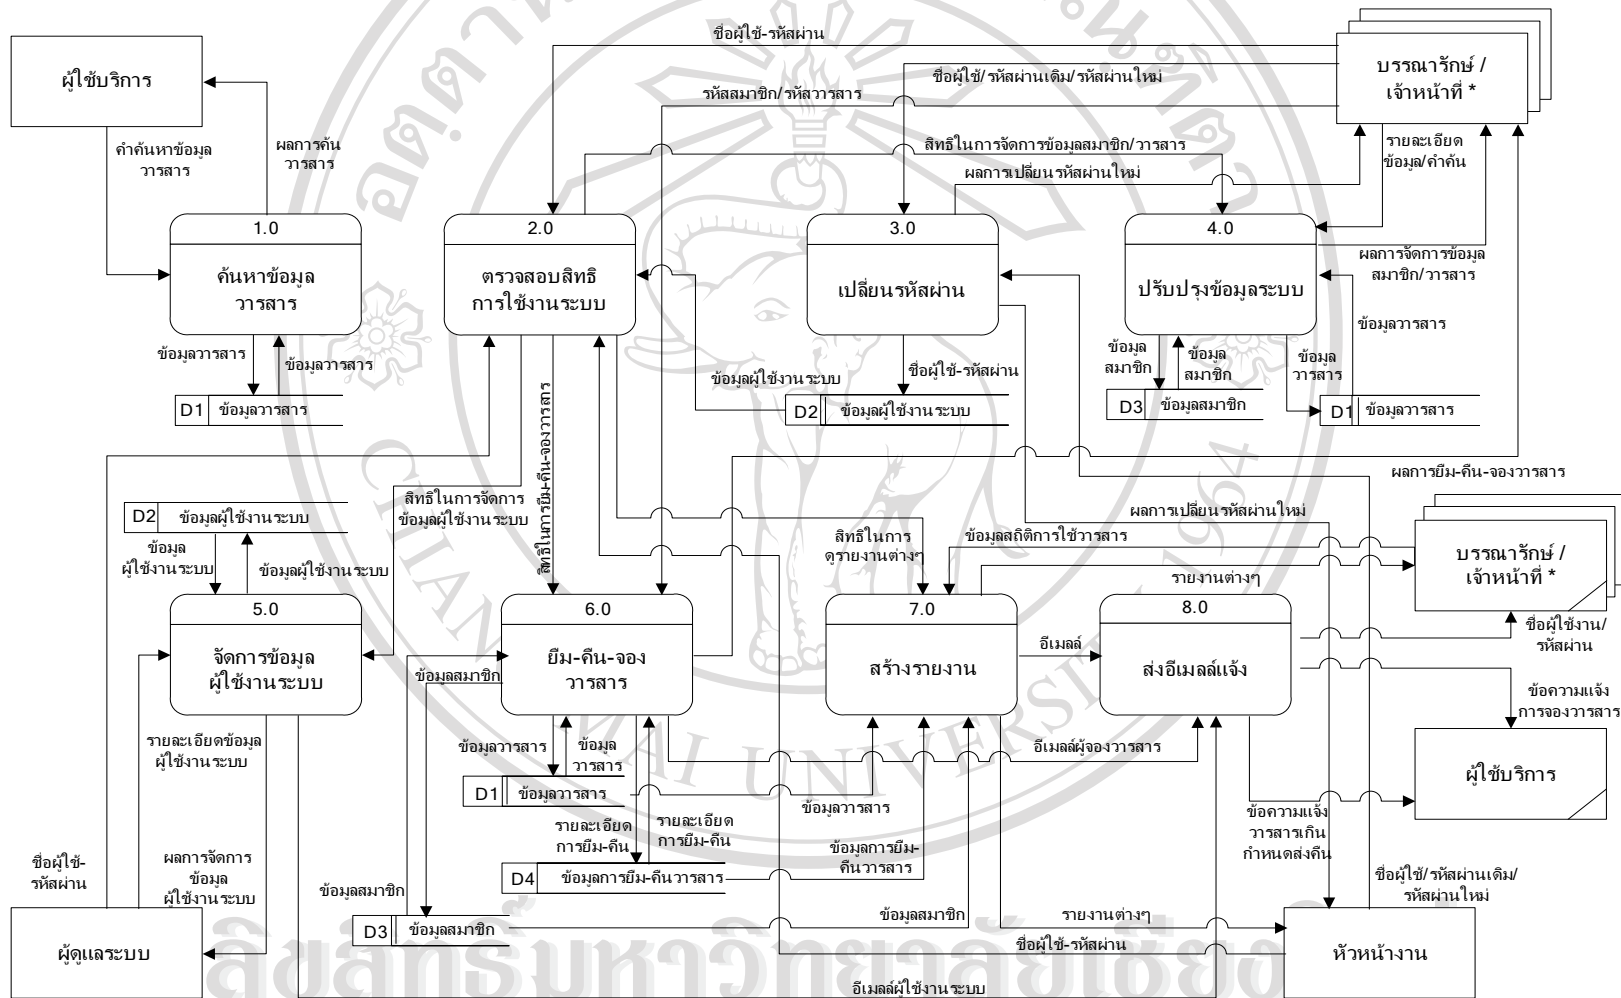 ผู้ใช้บริการ
คำค้นหาข้อมูล
วารสาร
ผลการค้น
วารสาร
ชื่อผู้ใช้-รหัสผ่าน
ชื่อผู้ใช้/รหัสผ่านเดิม/รหัสผ่านใหม่
รหัสสมาชิก/รหัสวารสาร
สิทธิในการจัดการข้อมูลสมาชิก/วารสาร
ผลการเปลี่ยนรหัสผ่านใหม่
บรรณารักษ์ /
เจ้าหน้าที่ *
รายละเอียด
ข้อมูล/คำค้น
ผลการจัดการข้อมูล
สมาชิก/วารสาร
1.0
ค้นหาข้อมูล
วารสาร
2.0
ตรวจสอบสิทธิ
การใช้งานระบบ
3.0
เปลี่ยนรหัสผ่าน
4.0
ปรับปรุงข้อมูลระบบ
ข้อมูลวารสาร
ข้อมูลวารสาร
D1 ข้อมูลวารสาร
ข้อมูลผู้ใช้งานระบบ
ชื่อผู้ใช้-รหัสผ่าน
D2 ข้อมูลผู้ใช้งานระบบ
ข้อมูล
สมาชิก
ข้อมูล
สมาชิก
D3 ข้อมูลสมาชิก
ข้อมูล
วารสาร
ข้อมูลวารสาร
D1 ข้อมูลวารสาร
ผลการยืม-คืน-จองวารสาร
D2 ข้อมูลผู้ใช้งานระบบ
ข้อมูล
ผู้ใช้งานระบบ
ข้อมูลผู้ใช้งานระบบ
สิทธิในการจัดการ
ข้อมูลผู้ใช้งานระบบ
สิทธิในการยืม-คืน-จองวารสาร
สิทธิในการ
ดูรายงานต่างๆ
ผลการเปลี่ยนรหัสผ่านใหม่
ข้อมูลสถิติการใช้วารสาร
รายงานต่างๆ
บรรณารักษ์ /
เจ้าหน้าที่ *
ชื่อผู้ใช้งาน/
รหัสผ่าน
5.0
จัดการข้อมูล
ผู้ใช้งานระบบ
6.0
ยืม-คืน-จอง
วารสาร
7.0
สร้างรายงาน
อีเมลล์
8.0
ส่งอีเมลล์แจ้ง
ข้อมูลสมาชิก
ข้อความแจ้ง
การจองวารสาร
ผู้ใช้บริการ
รายละเอียดข้อมูล
ผู้ใช้งานระบบ
ข้อมูลวารสาร
ข้อมูล
วารสาร
อีเมลล์ผู้จองวารสาร
D1 ข้อมูลวารสาร
ข้อมูลวารสาร
รายละเอียด
การยืม-คืน
รายละเอียด
การยืม-คืน
ข้อมูลการยืม-
คืนวารสาร
ข้อความแจ้ง
วารสารเกิน
กำหนดส่งคืน
D4 ข้อมูลการยืม-คืนวารสาร
ชื่อผู้ใช้-
รหัสผ่าน
ผลการจัดการ
ข้อมูล
ผู้ใช้งานระบบ
ข้อมูลสมาชิก
D3 ข้อมูลสมาชิก
ข้อมูลสมาชิก
รายงานต่างๆ
ชื่อผู้ใช้/รหัสผ่านเดิม/
รหัสผ่านใหม่
ชื่อผู้ใช้-รหัสผ่าน
ผู้ดูแลระบบ
หัวหน้างาน
อีเมลล์ผู้ใช้งานระบบ
CHIANG MAI UNIVERSITY 1964
ลิขสิทธิ์มหาวิทยาลัยเชียง